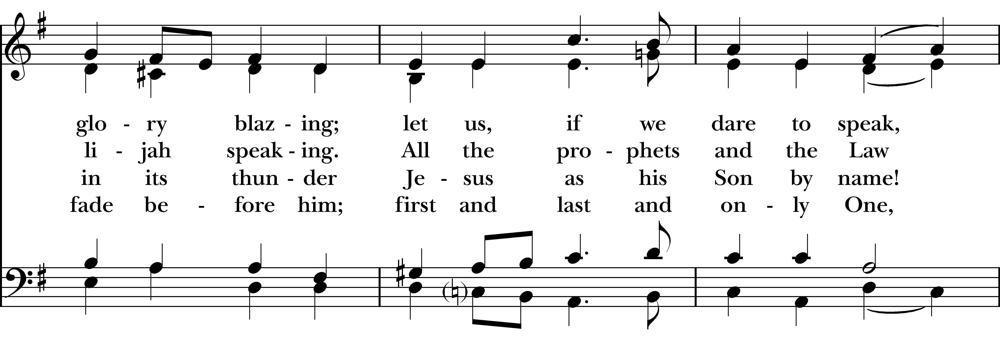 glo - ry blaz - ing; let us, if we dare to speak,
li - jah speak - ing. All the pro - phets and the Law
in its thun - der Je - sus as his Son by name!
fade be - fore him; first and last and on - ly One,